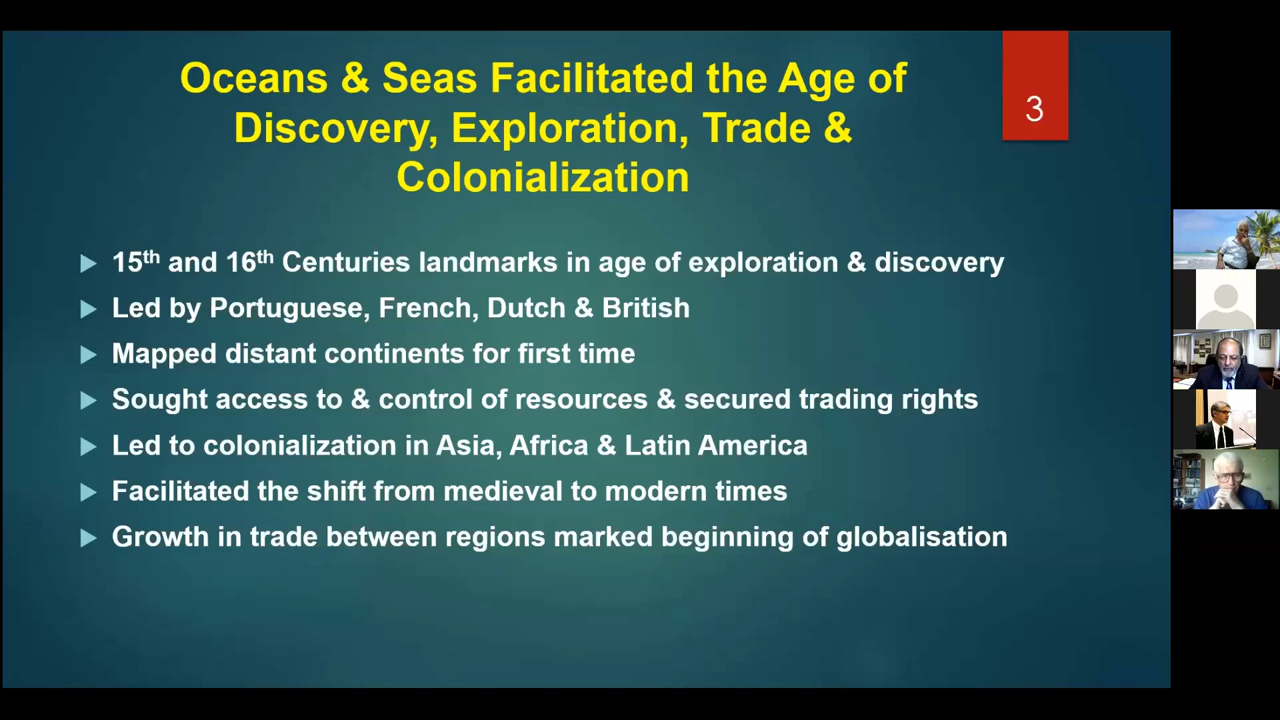 Oceans & Seas Facilitated the Age of
Discovery, Exploration, Trade &
Colonialization
3
15th and 16th Centuries landmarks in age of exploration & discovery
Led by Portuguese, French, Dutch & British
Mapped distant continents for first time
Sought access to & control of resources & secured trading rights
Led to colonialization in Asia, Africa & Latin America
Facilitated the shift from medieval to modern times
Growth in trade between regions marked beginning of globalisation